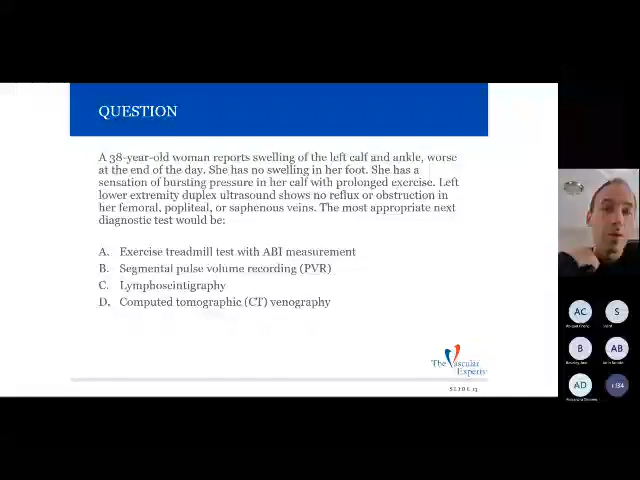 QUESTION
A 38-year-old woman reports swelling of the left calf and ankle, worse
at the end of the day. She has no swelling in her foot. She has a
sensation of bursting pressure in her calf with prolonged exercise. Left
lower extremity duplex ultrasound shows no reflux or obstruction in
her femoral, popliteal, or saphenous veins. The most appropriate next
diagnostic test would be:
A. Exercise treadmill test with ABI measurement
B. Segmental pulse volume recording (PVR)
C. Lymphoscintigraphy
D. Computed tomographic (CT) venography
The Vascular
Experts
SLIDE 13
AC
S
B
AB
AD
+134